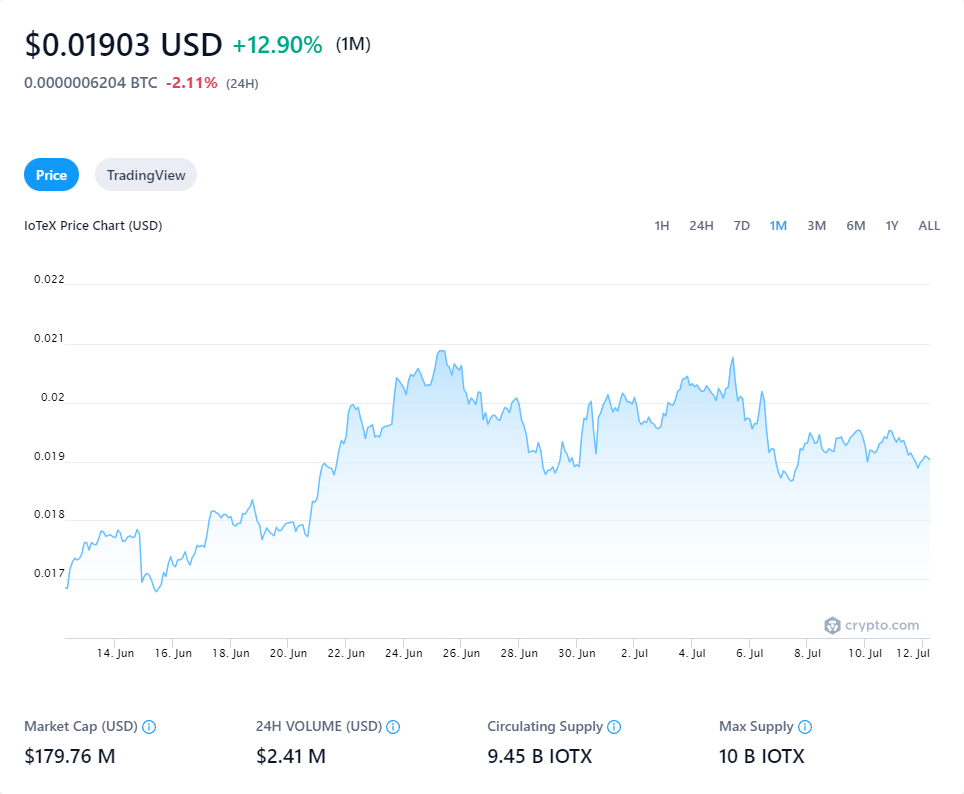 $0.01903 USD +12.90% (1M)
0.0000006204 BTC -2.11% (24H)
Price TradingView
IoTeX Price Chart (USD) 1H 24H 7D 1M 3M 6M 1Y ALL
0.022
0.021
0.02
0.019
0.018
0.017
crypto.com
14. Jun 16. Jun 18. Jun 20. Jun 22. Jun 24. Jun 26. Jun 28. Jun 30. Jun 2. Jul 4. Jul 6. Jul 8. Jul 10. Jul 12. Jul
Market Cap (USD) 24H VOLUME (USD) Circulating Supply Max Supply
$179.76 M $2.41 M 9.45 B IOTX 10 B IOTX